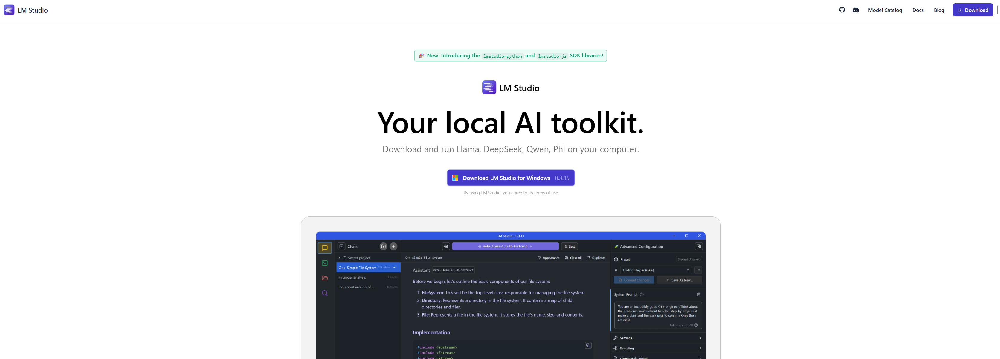 LM Studio
Model Catalog
Docs
Blog
Download
New: Introducing the lmstudio-python and lmstudio-js SDK libraries!
LM Studio
Your local AI toolkit.
Download and run Llama, DeepSeek, Qwen, Phi on your computer.
Download LM Studio for Windows 0.3.15
By using LM Studio, you agree to its terms of use
LM Studio - 0.3.11
Chats
meta-llama-3.1-8b-instruct
Eject
Advanced Configuration
Secret project
C++ Simple File System 275 tokens
Financial analysis 1K tokens
log about version of ... 96 tokens
C++ Simple File System
Appearance
Clear All
Duplicate
Assistant meta-llama-3.1-8b-instruct
Before we begin, let's outline the basic components of our file system:
1. FileSystem: This will be the top-level class responsible for managing the file system.
2. Directory: Represents a directory in the file system. It contains a map of child
directories and files.
3. File: Represents a file in the file system. It stores the file's name, size, and contents.
Implementation
#include <iostream>
#include <fstream>
#include <string>
Preset
Discard Unsaved
Coding Helper (C++)
Commit Changes
+ Save As New...
System Prompt
You are an incredibly good C++ engineer. Think about
the problems you're about to solve step-by-step. First
make a plan, and then ask user to confirm. Only then
act on it.
Token count: 40
Settings
Sampling
Structured Output